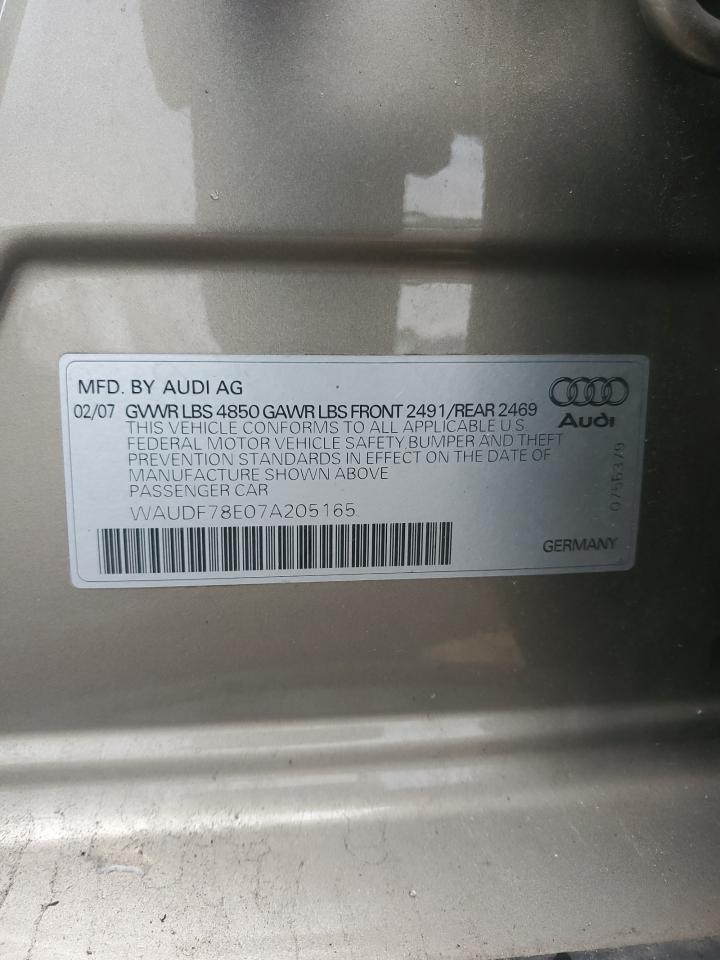 MFD. BY AUDI AG
02/07 GVWR LBS 4850 GAWR LBS FRONT 2491/REAR 2469
THIS VEHICLE CONFORMS TO ALL APPLICABLE U.S.
FEDERAL MOTOR VEHICLE SAFETY, BUMPER AND THEFT
PREVENTION STANDARDS IN EFFECT ON THE DATE OF
MANUFACTURE SHOWN ABOVE
PASSENGER CAR
WAUDF78E07A205165
Audi
0756379
GERMANY